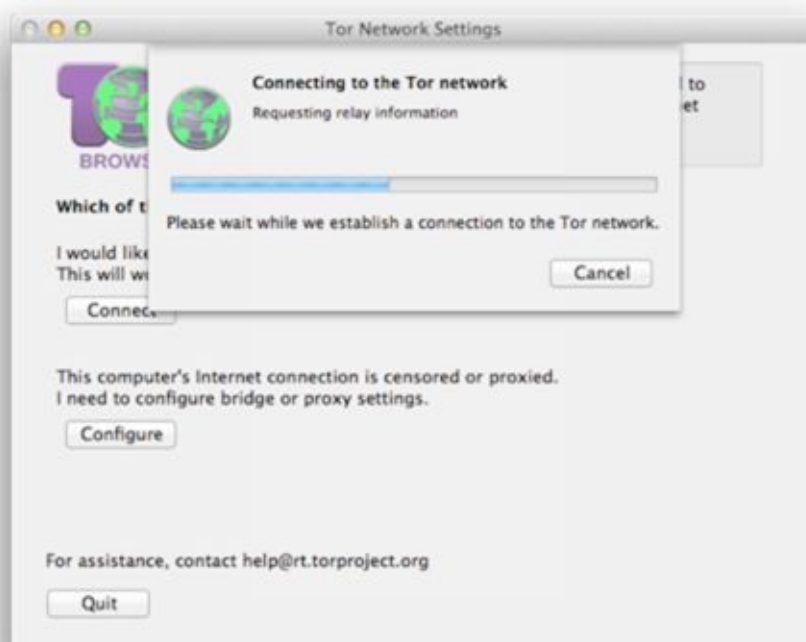 Tor Network Settings
Connecting to the Tor network
Requesting relay information
to
et
BROWS
Which of t
Please wait while we establish a connection to the Tor network.
I would like
This will w
Cancel
Connect
This computer's Internet connection is censored or proxied.
I need to configure bridge or proxy settings.
Configure
For assistance, contact help@rt.torproject.org
Quit